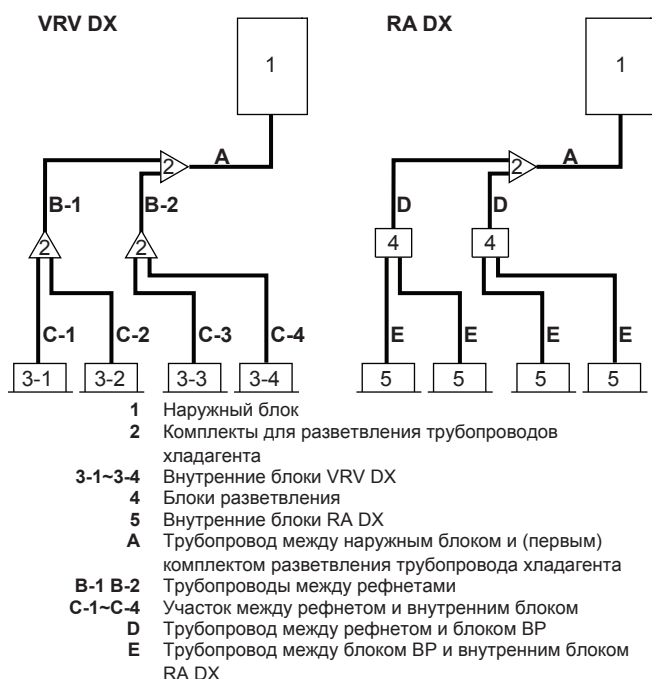 VRV DX
RA DX
1
1
2
A
2
A
B-1
B-2
D
D
2
2
4
4
C-1
C-2
C-3
C-4
E
E
E
E
3-1
3-2
3-3
3-4
5
5
5
5
1 Наружный блок
2 Комплекты для разветвления трубопроводов
хладагента
3-1~3-4 Внутренние блоки VRV DX
4 Блоки разветвления
5 Внутренние блоки RA DX
A Трубопровод между наружным блоком и (первым)
комплектом разветвления трубопровода хладагента
B-1 B-2 Трубопроводы между рефнетами
C-1~C-4 Участок между рефнетом и внутренним блоком
D Трубопровод между рефнетом и блоком BP
E Трубопровод между блоком BP и внутренним блоком
RA DX